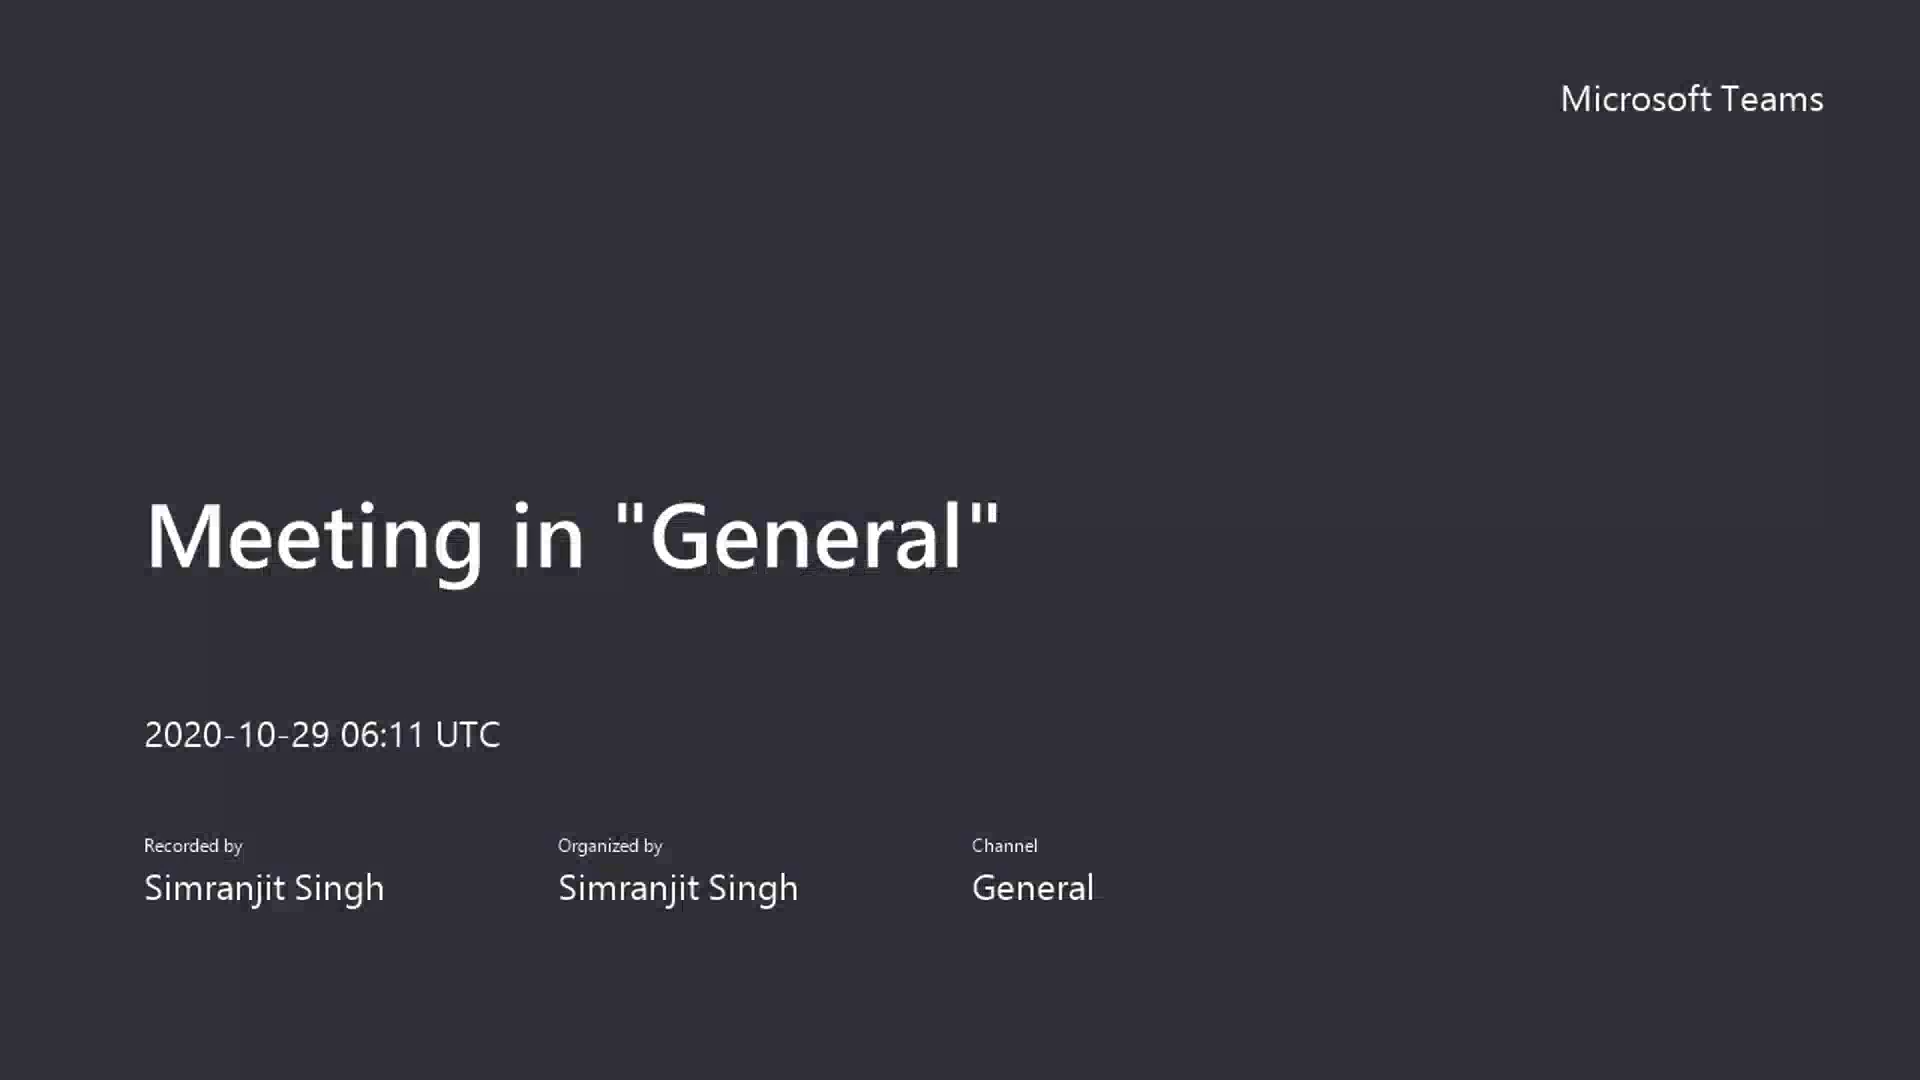 Microsoft Teams
Meeting in "General"
2020-10-29 06:11 UTC
Recorded by
Simranjit Singh
Organized by
Simranjit Singh
Channel
General